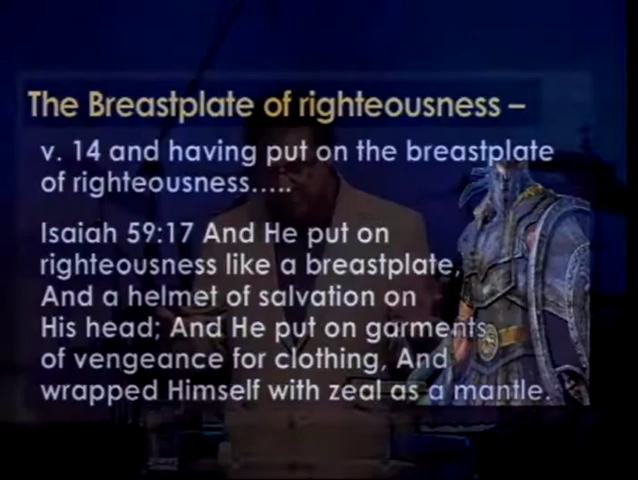 The Breastplate of righteousness –
v. 14 and having put on the breastplate
of righteousness.....
Isaiah 59:17 And He put on
righteousness like a breastplate,
And a helmet of salvation on
His head; And He put on garments
of vengeance for clothing, And
wrapped Himself with zeal as a mantle.